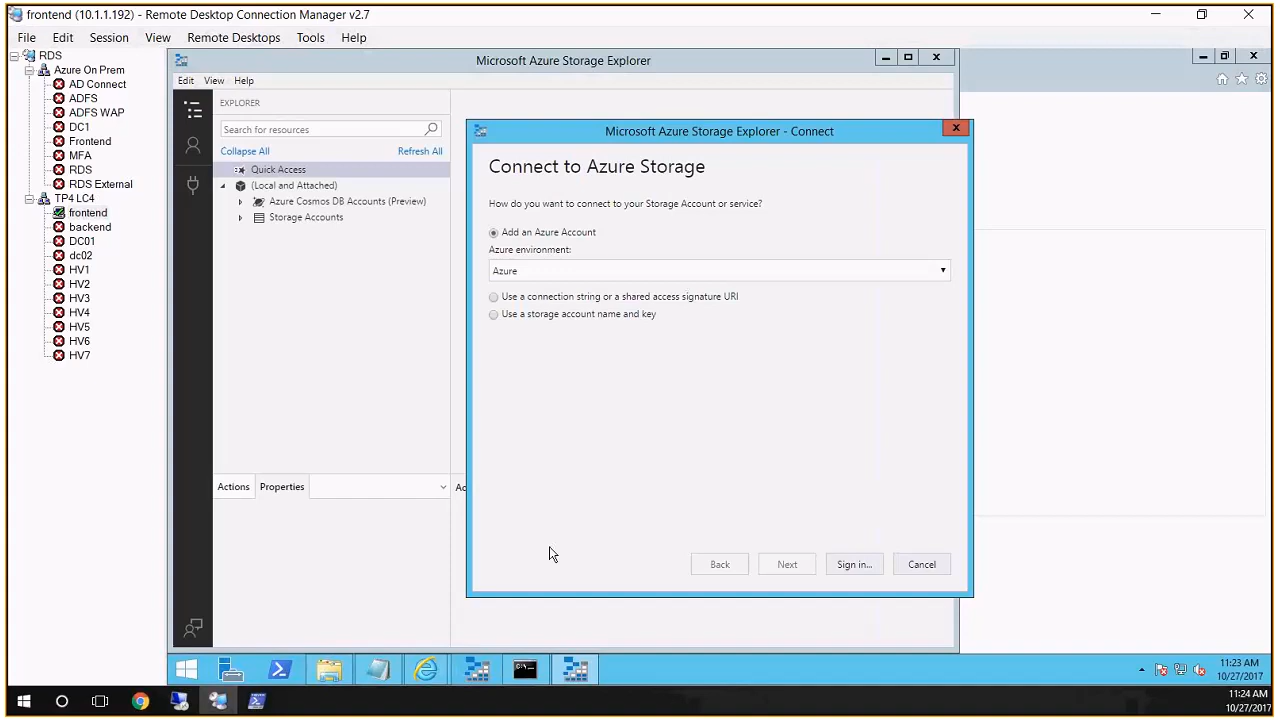 frontend (10.1.1.192) - Remote Desktop Connection Manager v2.7
File Edit Session View Remote Desktops Tools Help
RDS
Azure On Prem
AD Connect
ADFS
ADFS WAP
DC1
Frontend
MFA
RDS
RDS External
TP4 LC4
frontend
backend
DC01
dc02
HV1
HV2
HV3
HV4
HV5
HV6
HV7
Microsoft Azure Storage Explorer
Edit View Help
EXPLORER
Search for resources
Collapse All Refresh All
Quick Access
(Local and Attached)
Azure Cosmos DB Accounts (Preview)
Storage Accounts
Actions Properties
Ac
Microsoft Azure Storage Explorer - Connect
Connect to Azure Storage
How do you want to connect to your Storage Account or service?
Add an Azure Account
Azure environment:
Azure
Use a connection string or a shared access signature URI
Use a storage account name and key
Back Next Sign in... Cancel
11:23 AM
10/27/2017
11:24 AM
10/27/2017